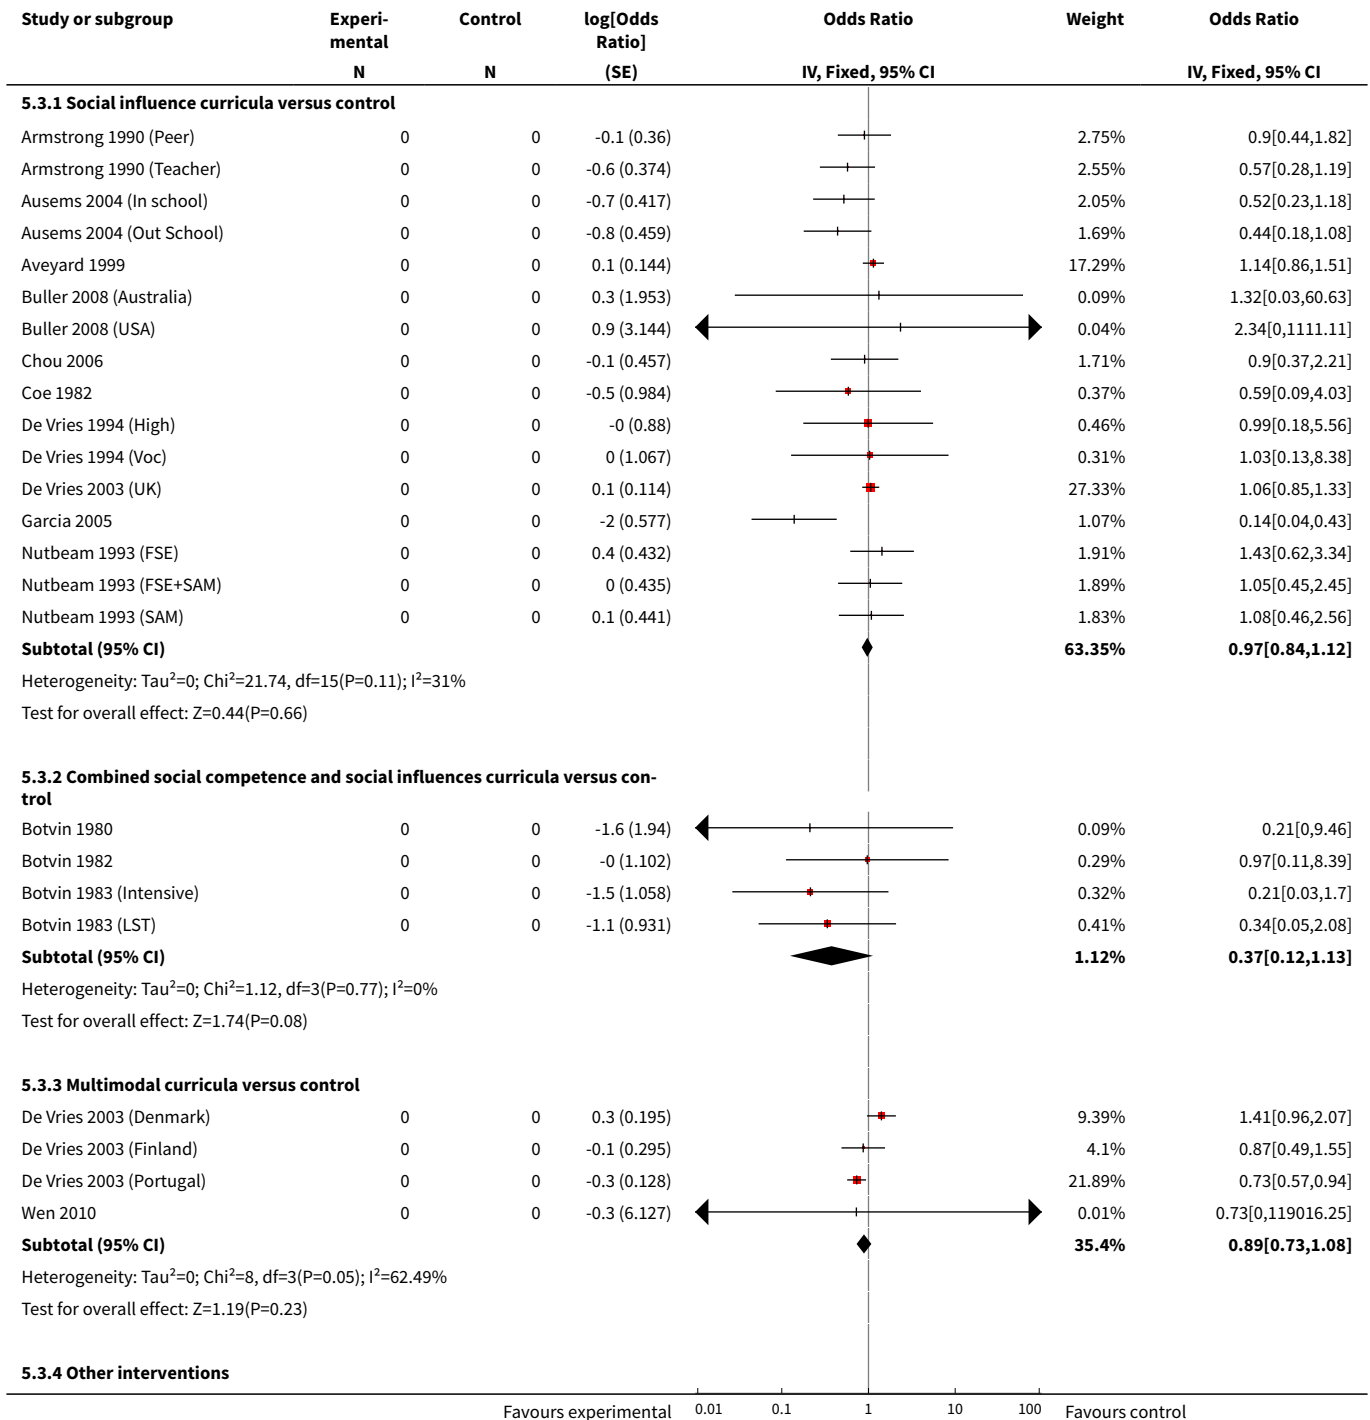 Study or subgroup Experi- Control log[Odds Odds Ratio Weight Odds Ratio
mental Ratio]
N N (SE) IV, Fixed, 95% CI IV, Fixed, 95% CI
5.3.1 Social influence curricula versus control
Armstrong 1990 (Peer) 0 0 -0.1 (0.36) 2.75% 0.9[0.44,1.82]
Armstrong 1990 (Teacher) 0 0 -0.6 (0.374) 2.55% 0.57[0.28,1.19]
Ausems 2004 (In school) 0 0 -0.7 (0.417) 2.05% 0.52[0.23,1.18]
Ausems 2004 (Out School) 0 0 -0.8 (0.459) 1.69% 0.44[0.18,1.08]
Aveyard 1999 0 0 0.1 (0.144) 17.29% 1.14[0.86,1.51]
Buller 2008 (Australia) 0 0 0.3 (1.953) 0.09% 1.32[0.03,60.63]
Buller 2008 (USA) 0 0 0.9 (3.144) 0.04% 2.34[0,1111.11]
Chou 2006 0 0 -0.1 (0.457) 1.71% 0.9[0.37,2.21]
Coe 1982 0 0 -0.5 (0.984) 0.37% 0.59[0.09,4.03]
De Vries 1994 (High) 0 0 -0 (0.88) 0.46% 0.99[0.18,5.56]
De Vries 1994 (Voc) 0 0 0 (1.067) 0.31% 1.03[0.13,8.38]
De Vries 2003 (UK) 0 0 0.1 (0.114) 27.33% 1.06[0.85,1.33]
Garcia 2005 0 0 -2 (0.577) 1.07% 0.14[0.04,0.43]
Nutbeam 1993 (FSE) 0 0 0.4 (0.432) 1.91% 1.43[0.62,3.34]
Nutbeam 1993 (FSE+SAM) 0 0 0 (0.435) 1.89% 1.05[0.45,2.45]
Nutbeam 1993 (SAM) 0 0 0.1 (0.441) 1.83% 1.08[0.46,2.56]
Subtotal (95% CI) 63.35% 0.97[0.84,1.12]
Heterogeneity: Tau²=0; Chi²=21.74, df=15(P=0.11); I²=31%
Test for overall effect: Z=0.44(P=0.66)
5.3.2 Combined social competence and social influences curricula versus con-
trol
Botvin 1980 0 0 -1.6 (1.94) 0.09% 0.21[0,9.46]
Botvin 1982 0 0 -0 (1.102) 0.29% 0.97[0.11,8.39]
Botvin 1983 (Intensive) 0 0 -1.5 (1.058) 0.32% 0.21[0.03,1.7]
Botvin 1983 (LST) 0 0 -1.1 (0.931) 0.41% 0.34[0.05,2.08]
Subtotal (95% CI) 1.12% 0.37[0.12,1.13]
Heterogeneity: Tau²=0; Chi²=1.12, df=3(P=0.77); I²=0%
Test for overall effect: Z=1.74(P=0.08)
5.3.3 Multimodal curricula versus control
De Vries 2003 (Denmark) 0 0 0.3 (0.195) 9.39% 1.41[0.96,2.07]
De Vries 2003 (Finland) 0 0 -0.1 (0.295) 4.1% 0.87[0.49,1.55]
De Vries 2003 (Portugal) 0 0 -0.3 (0.128) 21.89% 0.73[0.57,0.94]
Wen 2010 0 0 -0.3 (6.127) 0.01% 0.73[0,119016.25]
Subtotal (95% CI) 35.4% 0.89[0.73,1.08]
Heterogeneity: Tau²=0; Chi²=8, df=3(P=0.05); I²=62.49%
Test for overall effect: Z=1.19(P=0.23)
5.3.4 Other interventions
Favours experimental 0.01 0.1 1 10 100 Favours control